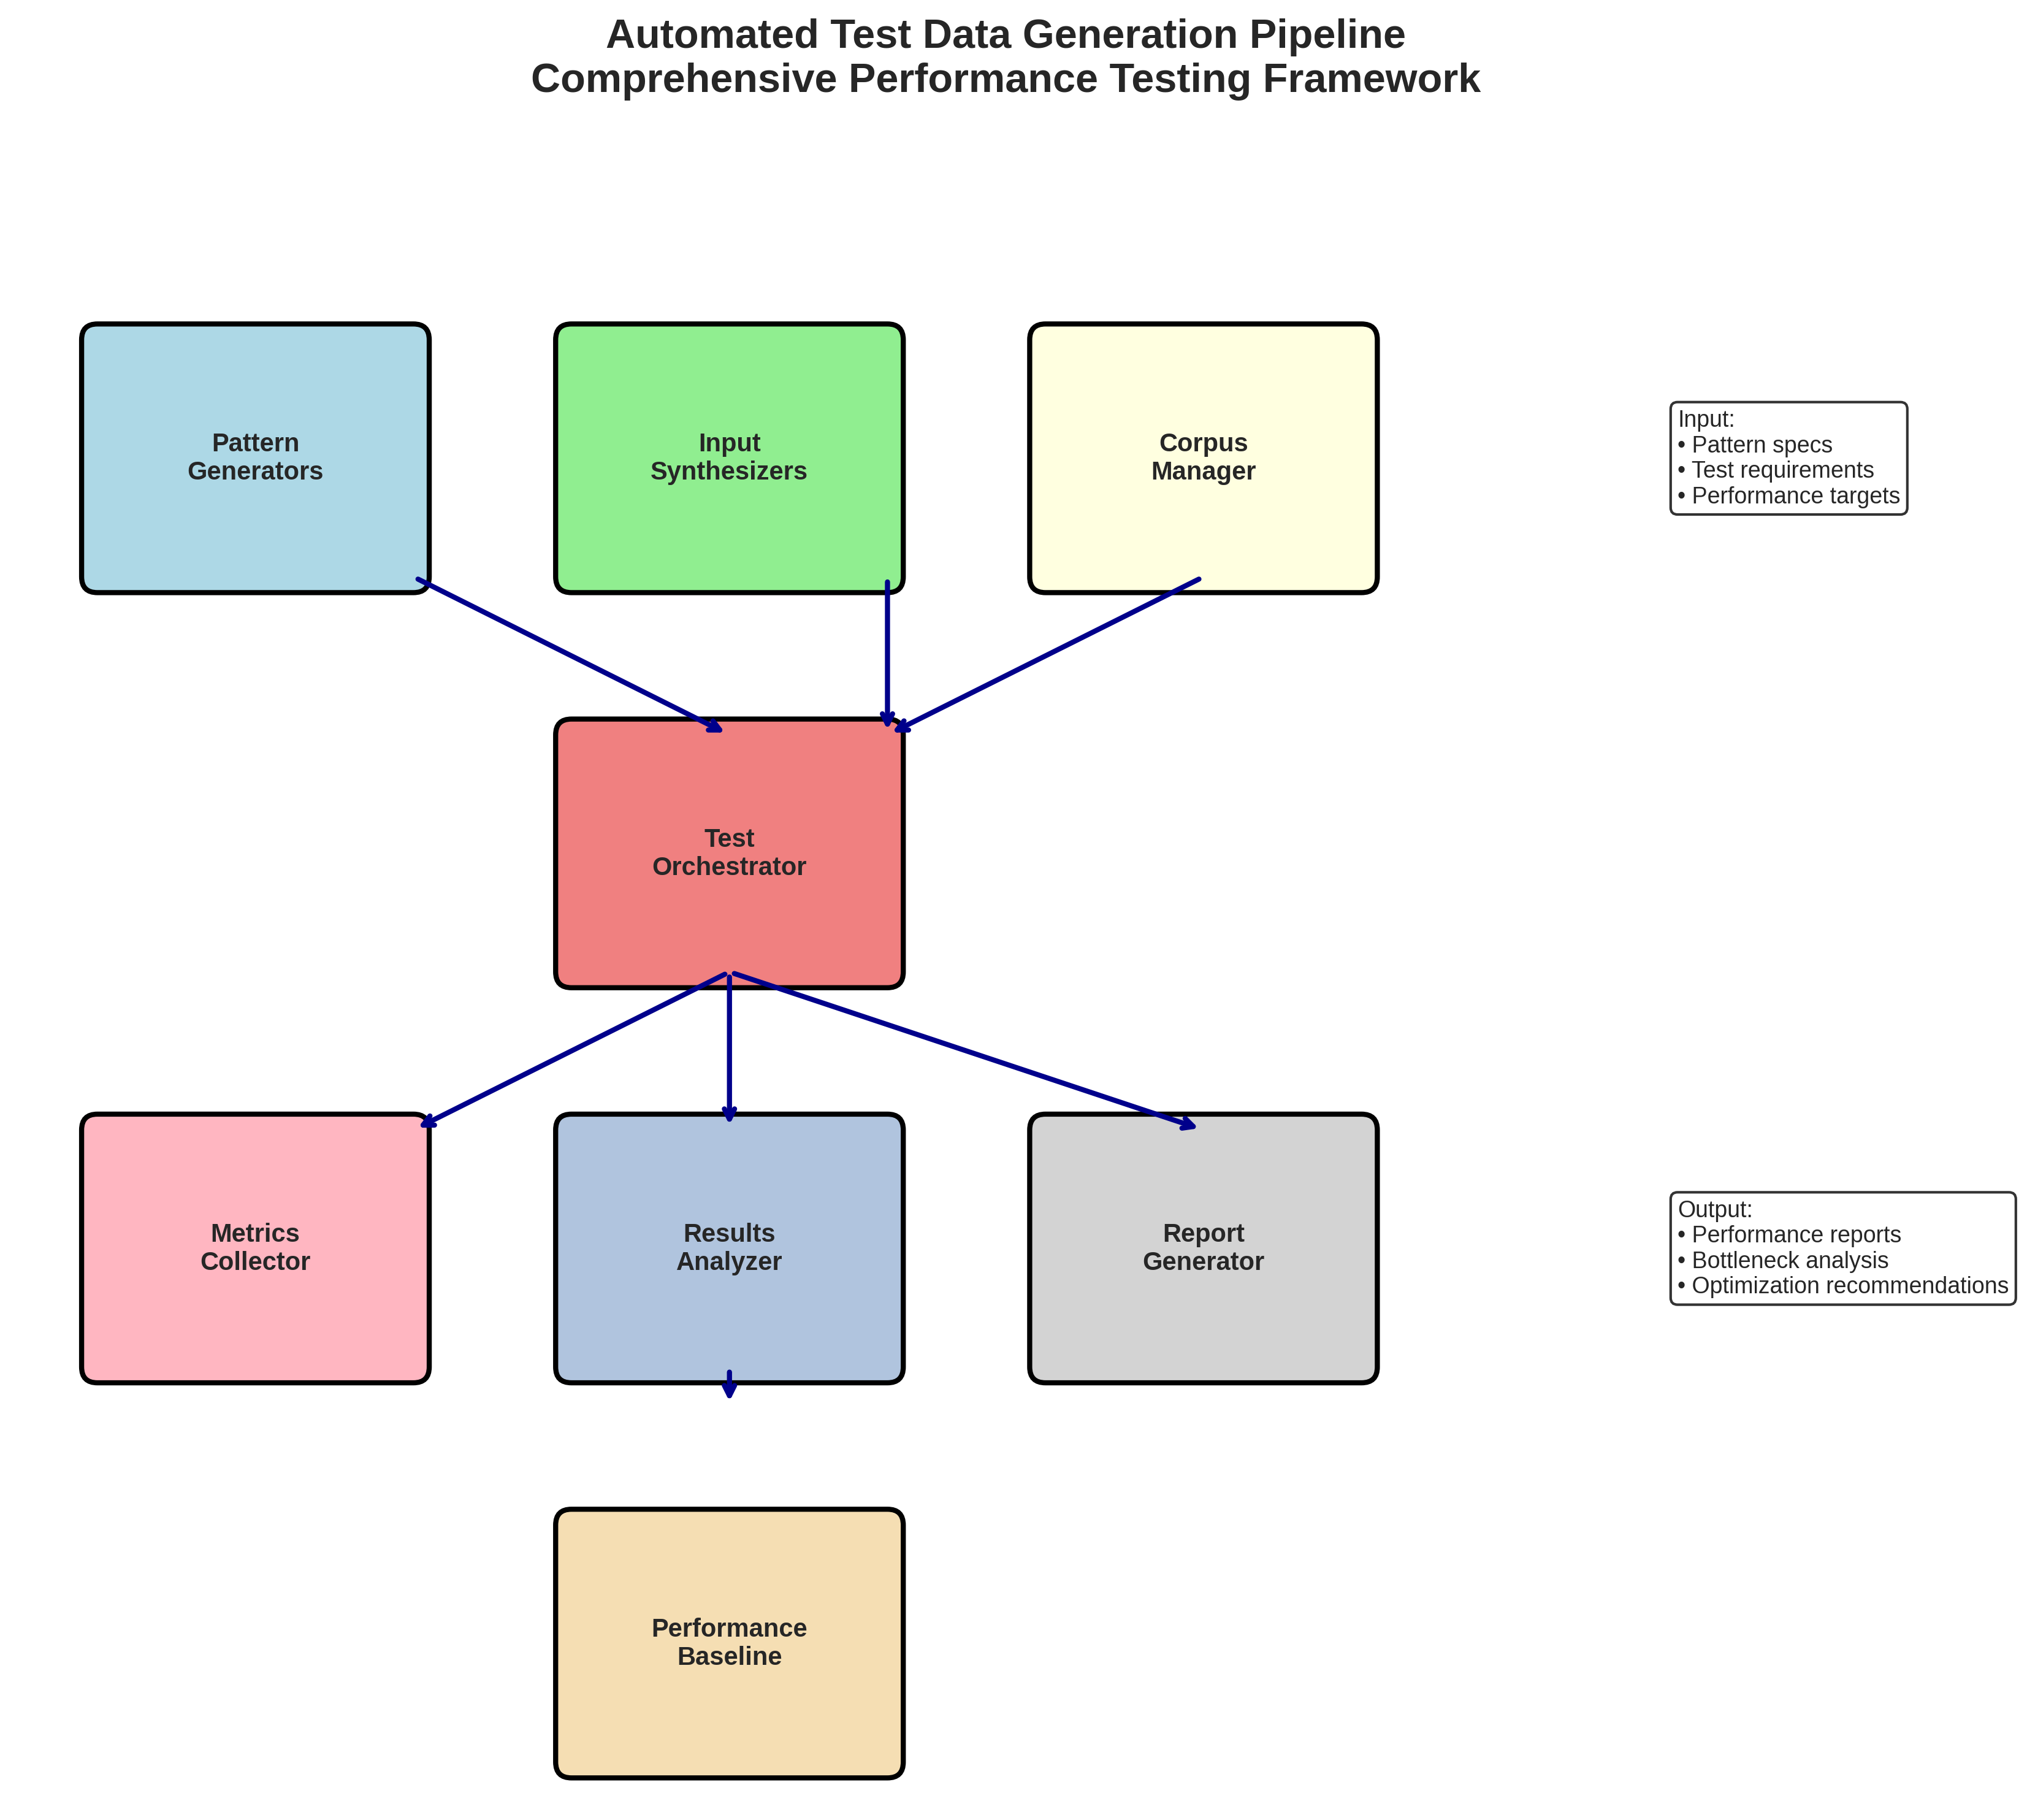 Automated Test Data Generation Pipeline
Comprehensive Performance Testing Framework
Pattern
Generators
Input
Synthesizers
Corpus
Manager
Input:
• Pattern specs
• Test requirements
• Performance targets
Test
Orchestrator
Metrics
Collector
Results
Analyzer
Report
Generator
Output:
• Performance reports
• Bottleneck analysis
• Optimization recommendations
Performance
Baseline